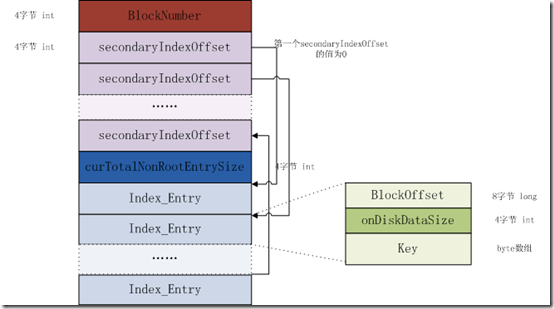 4字节 int
BlockNumber
4字节 int
secondaryIndexOffset
第一个secondaryIndexOffset
的值为0
secondaryIndexOffset
......
secondaryIndexOffset
curTotalNonRootEntrySize
4字节 int
Index_Entry
Index_Entry
......
Index_Entry
BlockOffset
8字节 long
onDiskDataSize
4字节 int
Key
byte数组